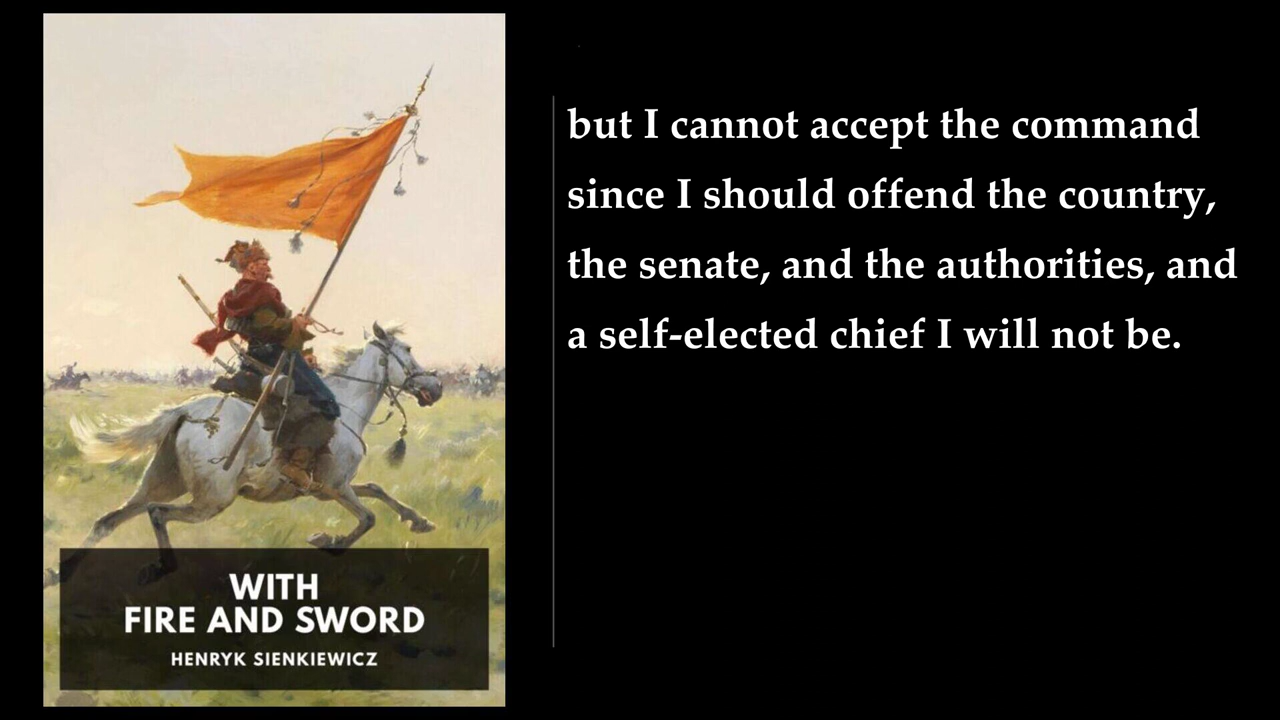 but I cannot accept the command
since I should offend the country,
the senate, and the authorities, and
a self-elected chief I will not be.
WITH
FIRE AND SWORD
HENRYK SIENKIEWICZ